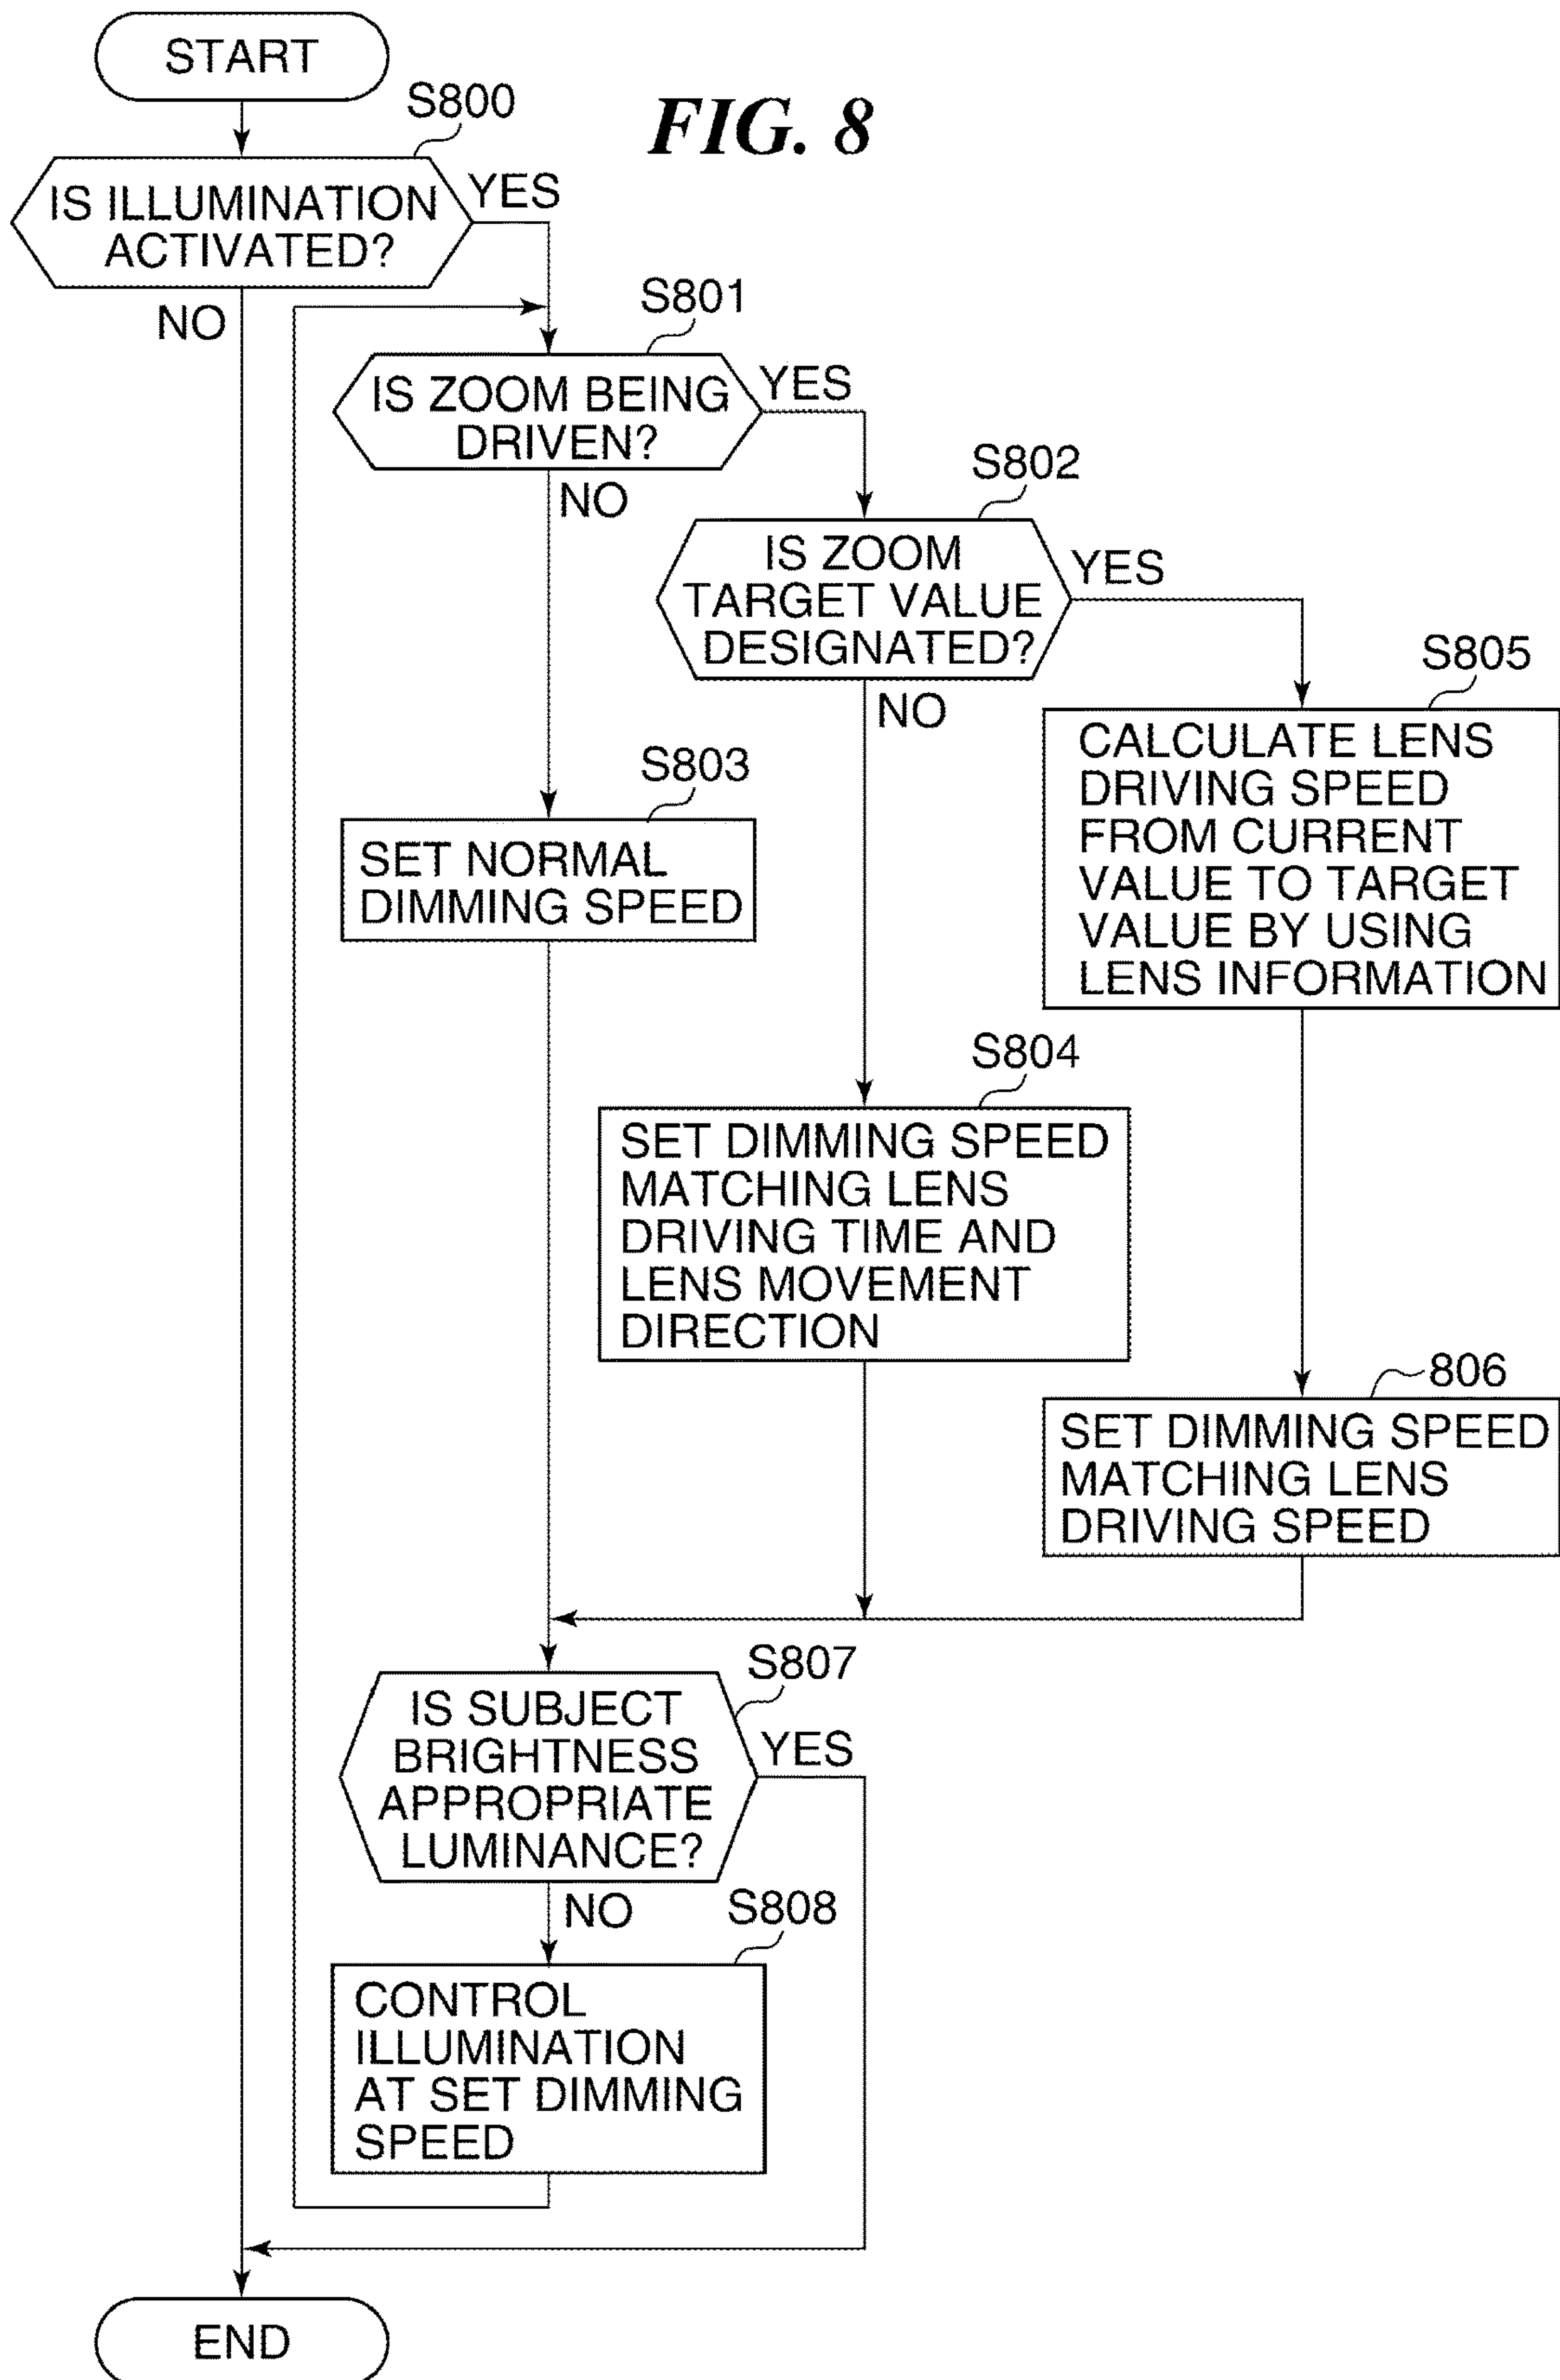 START
S800
FIG. 8
IS ILLUMINATION
ACTIVATED?
YES
NO
S801
IS ZOOM BEING
DRIVEN?
YES
NO
S802
IS ZOOM
TARGET VALUE
DESIGNATED?
YES
NO
S805
CALCULATE LENS
DRIVING SPEED
FROM CURRENT
VALUE TO TARGET
VALUE BY USING
LENS INFORMATION
S803
SET NORMAL
DIMMING SPEED
S804
SET DIMMING SPEED
MATCHING LENS
DRIVING TIME AND
LENS MOVEMENT
DIRECTION
806
SET DIMMING SPEED
MATCHING LENS
DRIVING SPEED
S807
IS SUBJECT
BRIGHTNESS
APPROPRIATE
LUMINANCE?
YES
NO
S808
CONTROL
ILLUMINATION
AT SET DIMMING
SPEED
END